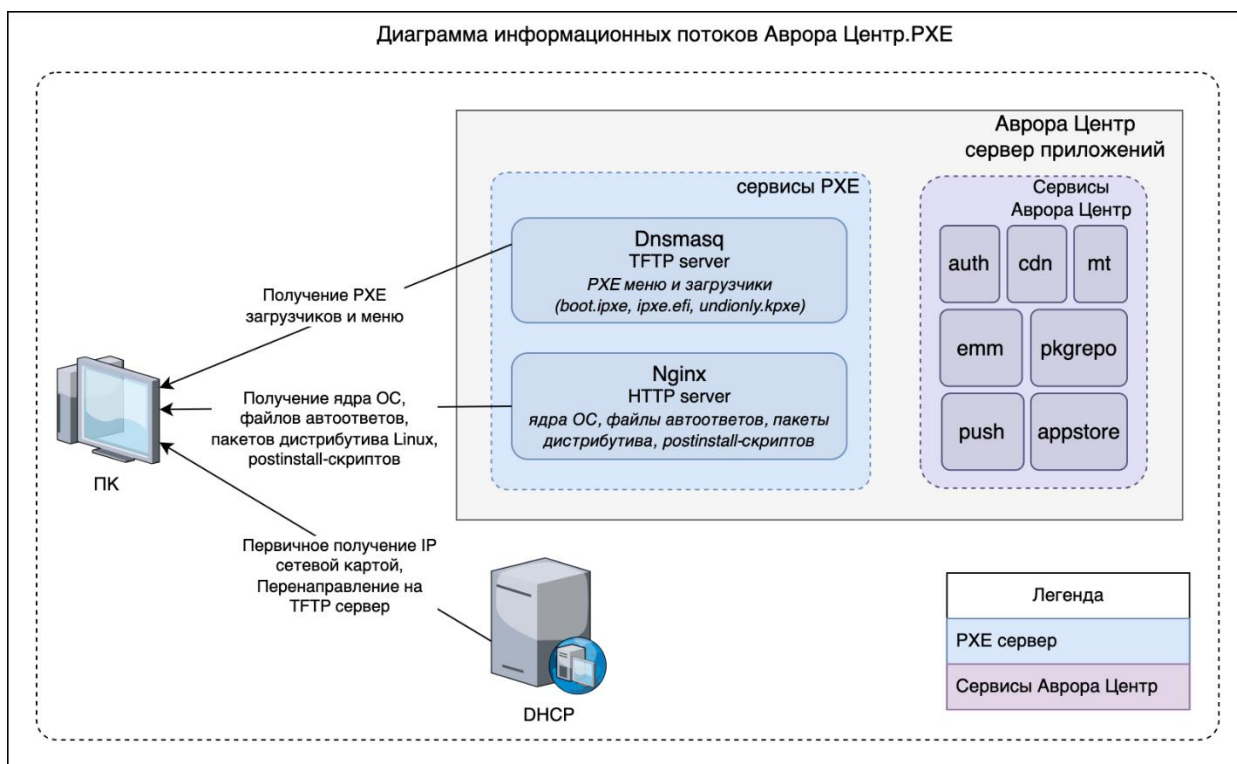 Диаграмма информационных потоков Аврора Центр.PXE
Аврора Центр
сервер приложений
сервисы PXE
Dnsmasq
TFTP server
PXE меню и загрузчики
(boot.ipxe, ipxe.efi, undionly.kpxe)
Nginx
HTTP server
ядра ОС, файлы автоответов, пакеты
дистрибутива, postinstall-скриптов
Сервисы
Аврора Центр
auth
cdn
mt
emm
pkgrepo
push
appstore
Получение PXE
загрузчиков и меню
Получение ядра ОС,
файлов автоответов,
пакетов дистрибутива Linux,
postinstall-скриптов
ПК
Первичное получение IP
сетевой картой,
Перенаправление на
TFTP сервер
DHCP
Легенда
PXE сервер
Сервисы Аврора Центр